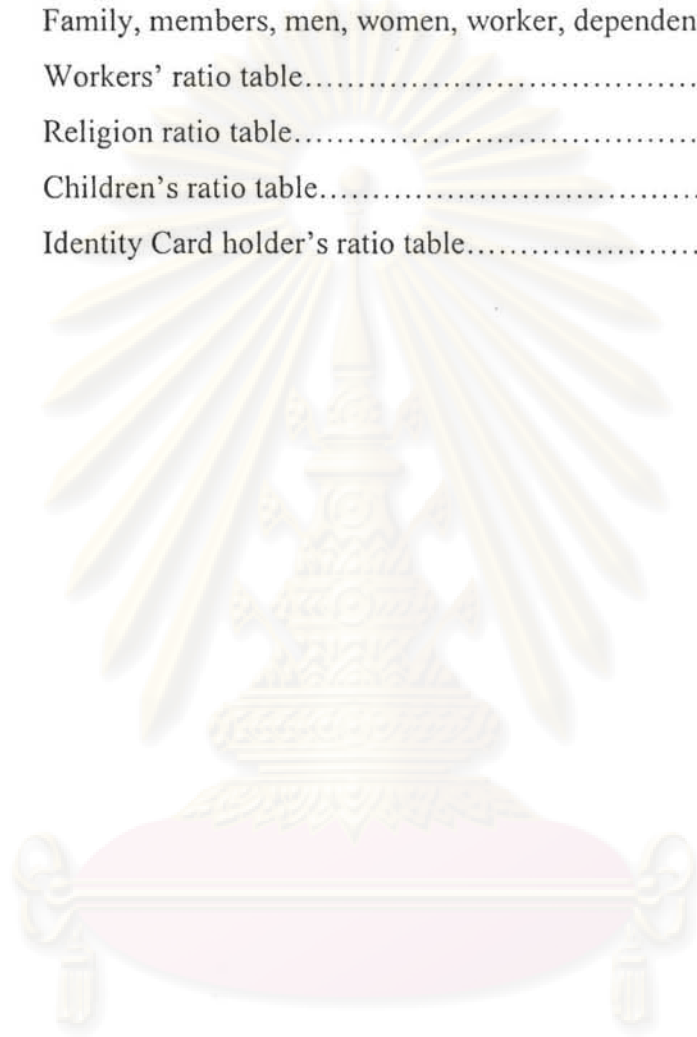 Family, members, men, women, worker, dependen
Workers’ ratio table....................................
Religion ratio table.....................................
Children’s ratio table..................................
Identity Card holder’s ratio table.....................